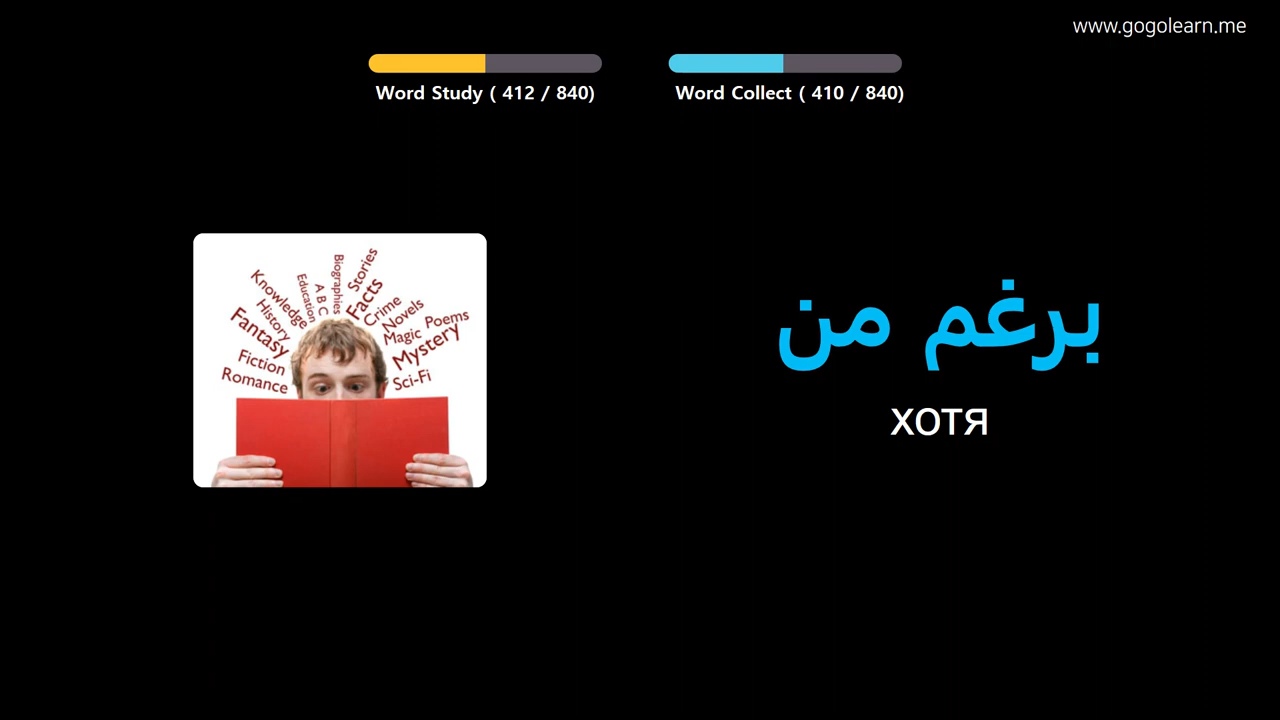 www.gogolearn.me
Word Study ( 412 / 840)
Word Collect ( 410 / 840)
Knowledge
History
Fantasy
Fiction
Romance
Education
A B C
Biographies
Stories
Facts
Crime
Novels
Magic
Poems
Mystery
Sci-Fi
برغم من
хотя